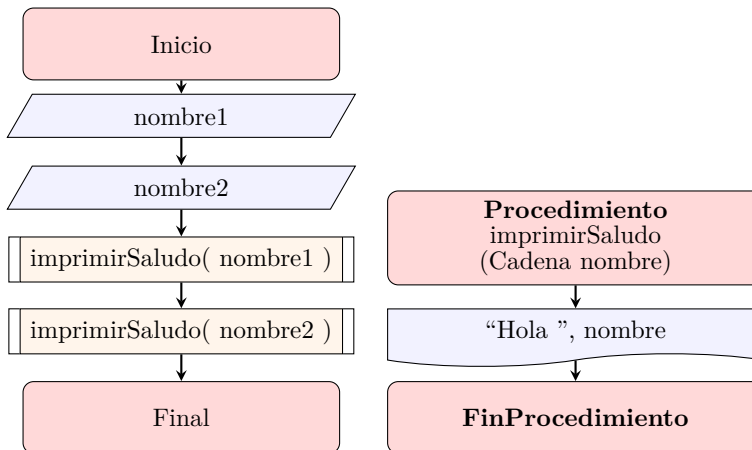 Inicio
nombre1
nombre2
imprimirSaludo( nombre1 )
imprimirSaludo( nombre2 )
Final
Procedimiento
imprimirSaludo
(Cadena nombre)
“Hola ”, nombre
FinProcedimiento